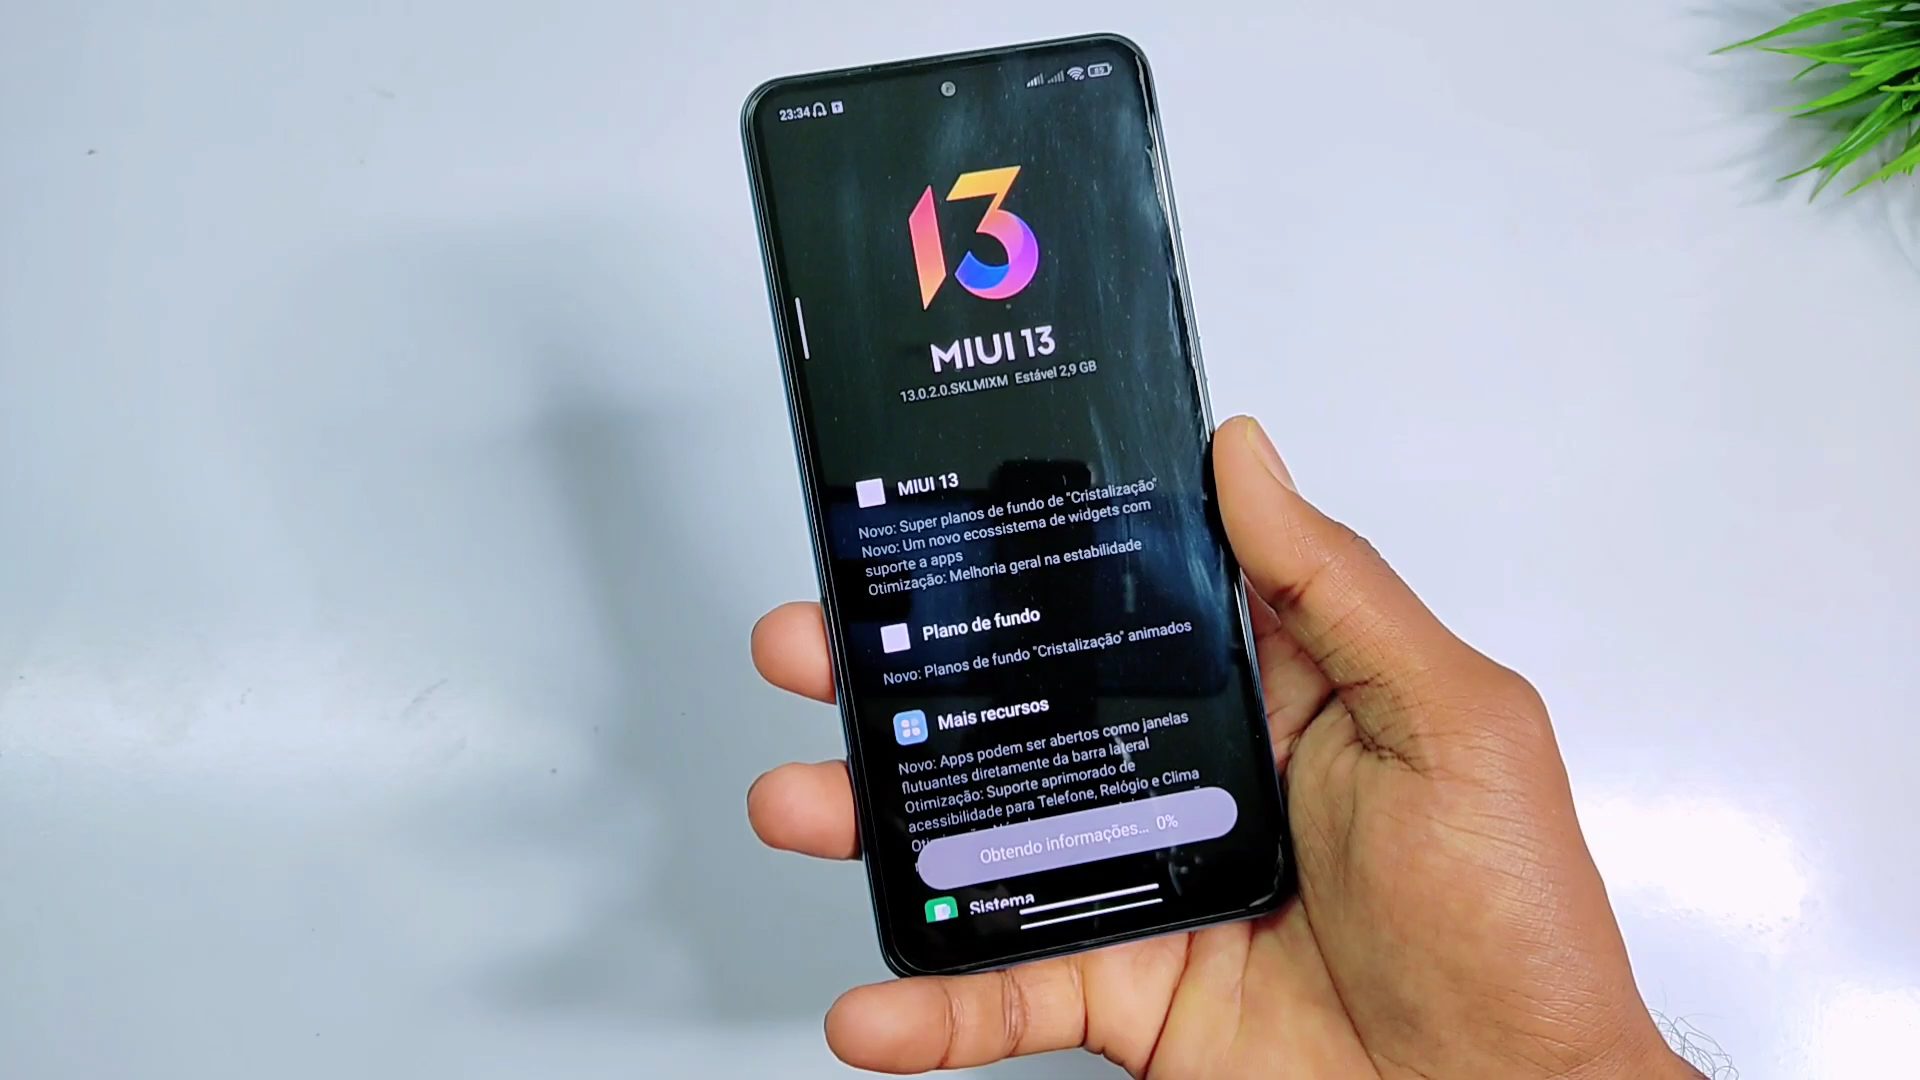 23:34
85
13
MIUI 13
13.0.2.0.SKLMIXM Estável 2,9 GB
MIUI 13
Novo: Super planos de fundo de "Cristalização"
Novo: Um novo ecossistema de widgets com
suporte a apps
Otimização: Melhoria geral na estabilidade
Plano de fundo
Novo: Planos de fundo "Cristalização" animados
Mais recursos
Novo: Apps podem ser abertos como janelas
flutuantes diretamente da barra lateral
Otimização: Suporte aprimorado de
acessibilidade para Telefone, Relógio e Clima
Obtendo informações... 0%
Sistema